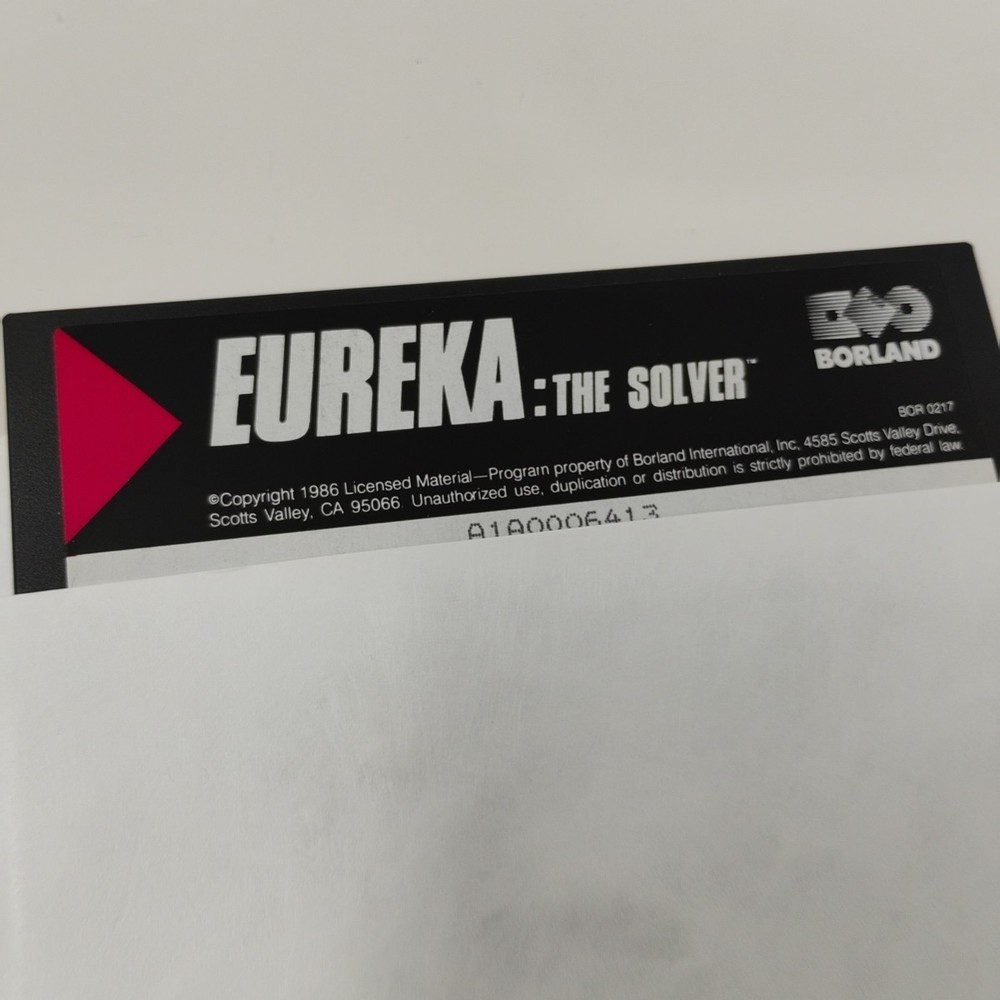 EUREKA: THE SOLVER™
BORLAND
BOR 0217
©Copyright 1986 Licensed Material—Program property of Borland International, Inc. 4585 Scotts Valley Drive,
Scotts Valley, CA 95066. Unauthorized use, duplication or distribution is strictly prohibited by federal law.
A1A0006413